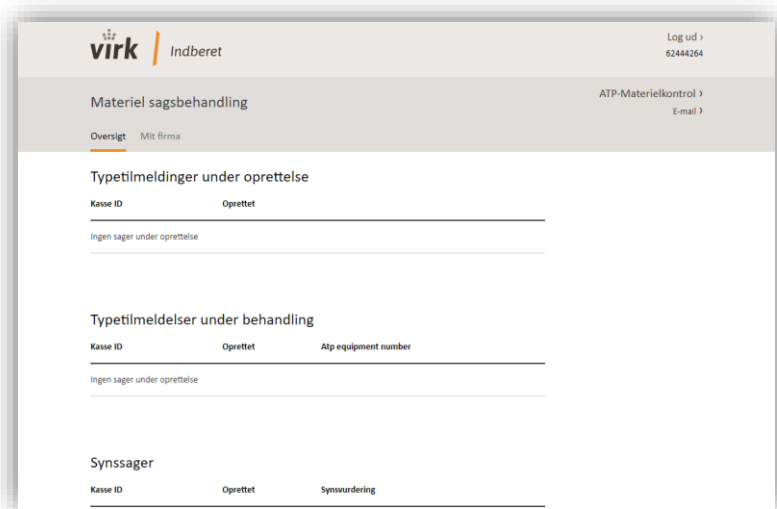 virk Indberet
Log ud ›
62444264
Materiel sagsbehandling
ATP-Materielkontrol ›
E-mail ›
Oversigt Mit firma
Typetilmeldinger under oprettelse
Kasse ID Oprettet
Ingen sager under oprettelse
Typetilmeldelser under behandling
Kasse ID Oprettet Atp equipment number
Ingen sager under oprettelse
Synssager
Kasse ID Oprettet Synsvurdering